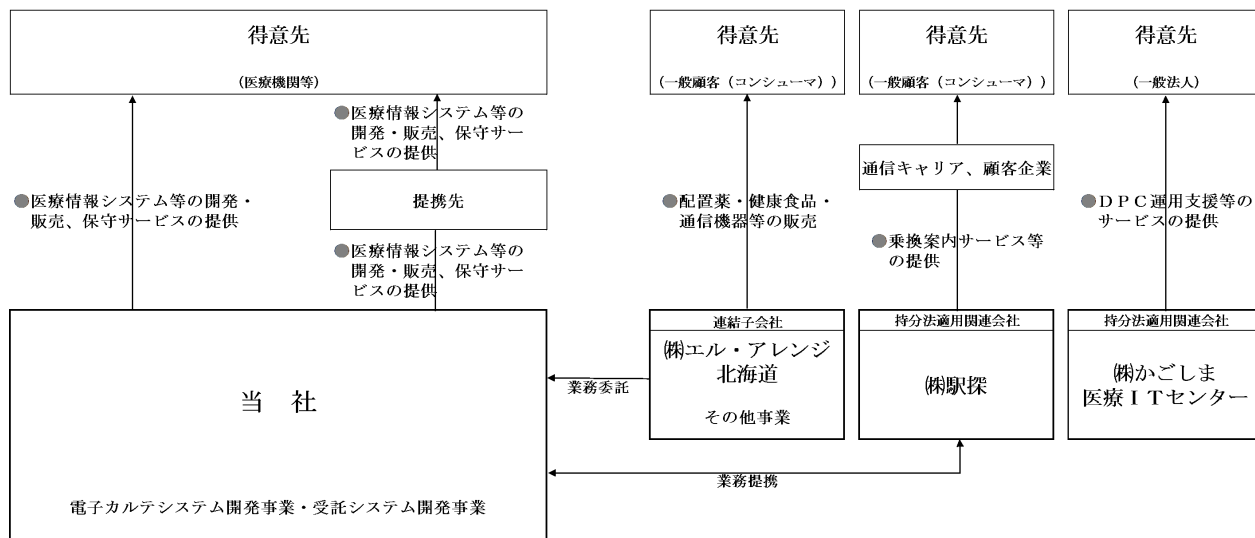 得意先
(医療機関等)
得意先
(一般顧客(コンシューマ))
得意先
(一般顧客(コンシューマ))
得意先
(一般法人)
●医療情報システム等の
開発・販売、保守サー
ビスの提供
通信キャリア、顧客企業
提携先
●医療情報システム等の開発・
販売、保守サービスの提供
●配置薬・健康食品・
通信機器等の販売
●DPC運用支援等の
サービスの提供
●乗換案内サービス等
の提供
●医療情報システム等の
開発・販売、保守サー
ビスの提供
当 社
電子カルテシステム開発事業・受託システム開発事業
連結子会社
㈱エル・アレンジ
北海道
その他事業
持分法適用関連会社
㈱駅探
持分法適用関連会社
㈱かごしま
医療ITセンター
業務委託
業務提携